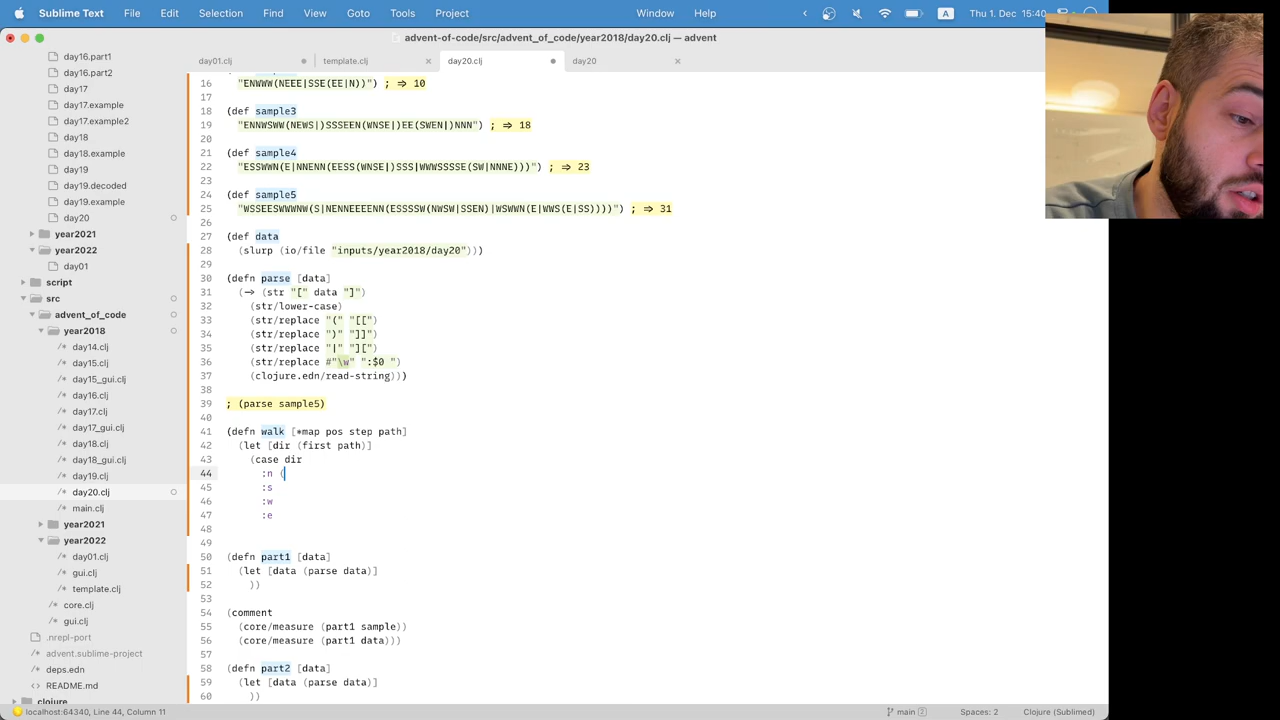 Sublime Text File Edit Selection Find View Goto Tools Project Window Help A Thu 1. Dec 15:40
advent-of-code/src/advent_of_code/year2018/day20.clj — advent
day01.clj template.clj day20.clj day20
day16.part1
day16.part2
day17
day17.example
day17.example2
day18
day18.example
day19
day19.decoded
day19.example
day20
year2021
year2022
day01
script
src
advent_of_code
year2018
day14.clj
day15.clj
day15_gui.clj
day16.clj
day17.clj
day17_gui.clj
day18.clj
day18_gui.clj
day19.clj
day20.clj
main.clj
year2021
year2022
day01.clj
gui.clj
template.clj
core.clj
gui.clj
.nrepl-port
advent.sublime-project
deps.edn
README.md
clojure
16 "ENWWW(NEEE|SSE(EE|N))") ; => 10
17
18 (def sample3
19 "ENNWSWW(NEWS|)SSSEEN(WNSE|)EE(SWEN|)NNN") ; => 18
20
21 (def sample4
22 "ESSWWN(E|NNENN(EESS(WNSE|)SSS|WWWSSSSE(SW|NNNE)))") ; => 23
23
24 (def sample5
25 "WSSEESWWWNW(S|NENNEEEENN(ESSSSW(NWSW|SSEN)|WSWWN(E|WWS(E|SS))))") ; => 31
26
27 (def data
28 (slurp (io/file "inputs/year2018/day20")))
29
30 (defn parse [data]
31 (-> (str "[" data "]")
32 (str/lower-case)
33 (str/replace "(" "[[")
34 (str/replace ")" "]]")
35 (str/replace "|" "][")
36 (str/replace #"\w" ":$0 ")
37 (clojure.edn/read-string)))
38
39 ; (parse sample5)
40
41 (defn walk [*map pos step path]
42 (let [dir (first path)]
43 (case dir
44 :n (
45 :s
46 :w
47 :e
48
49
50 (defn part1 [data]
51 (let [data (parse data)]
52 ))
53
54 (comment
55 (core/measure (part1 sample))
56 (core/measure (part1 data)))
57
58 (defn part2 [data]
59 (let [data (parse data)]
60 ))
localhost:64340, Line 44, Column 11 main 2 Spaces: 2 Clojure (Sublimed)